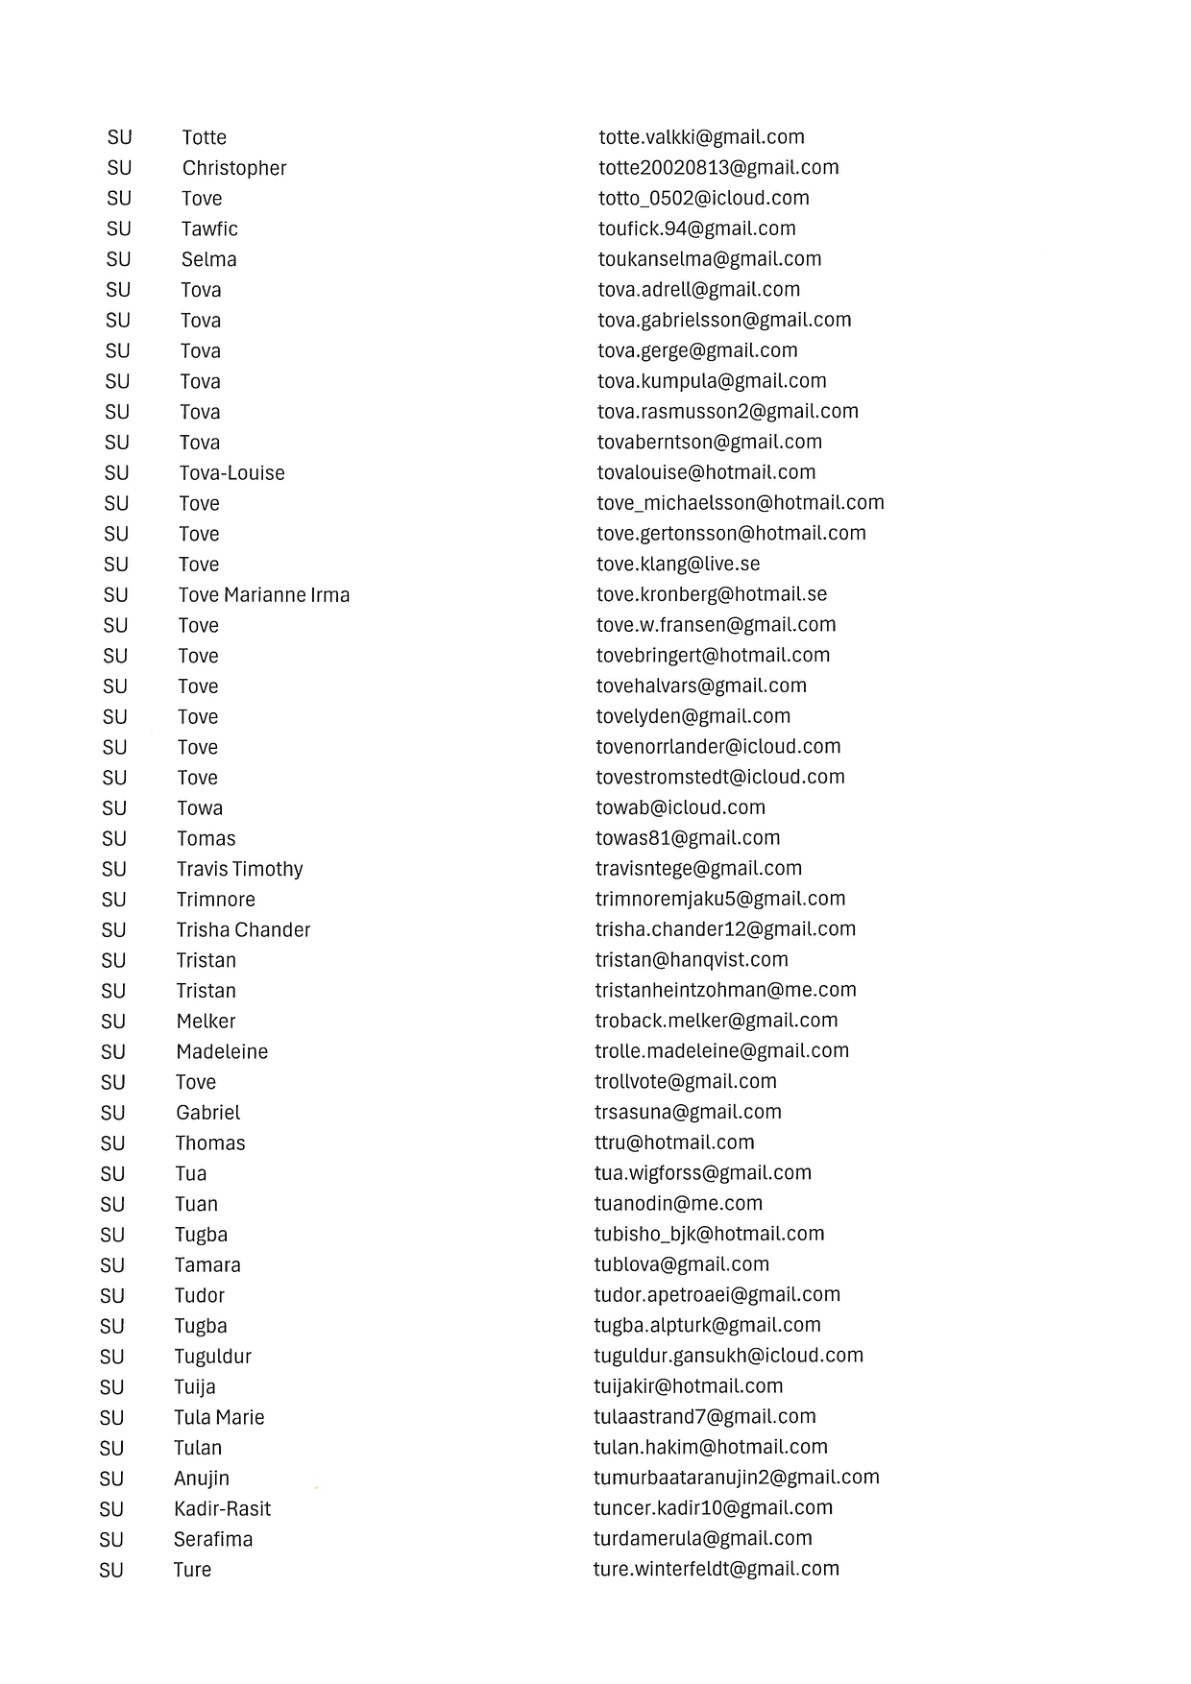 SU Totte totte.valkki@gmail.com
SU Christopher totte20020813@gmail.com
SU Tove totto_0502@icloud.com
SU Tawfic toufick.94@gmail.com
SU Selma toukanselma@gmail.com
SU Tova tova.adrell@gmail.com
SU Tova tova.gabrielsson@gmail.com
SU Tova tova.gerge@gmail.com
SU Tova tova.kumpula@gmail.com
SU Tova tova.rasmusson2@gmail.com
SU Tova tovaberntson@gmail.com
SU Tova-Louise tovalouise@hotmail.com
SU Tove tove_michaelsson@hotmail.com
SU Tove tove.gertonsson@hotmail.com
SU Tove tove.klang@live.se
SU Tove Marianne Irma tove.kronberg@hotmail.se
SU Tove tove.w.fransen@gmail.com
SU Tove tovebringert@hotmail.com
SU Tove tovehalvars@gmail.com
SU Tove tovelyden@gmail.com
SU Tove tovenorrlander@icloud.com
SU Tove tovestromstedt@icloud.com
SU Towa towab@icloud.com
SU Tomas towas81@gmail.com
SU Travis Timothy travisntege@gmail.com
SU Trimnore trimnoremjaku5@gmail.com
SU Trisha Chander trisha.chander12@gmail.com
SU Tristan tristan@hanqvist.com
SU Tristan tristanheintzohman@me.com
SU Melker troback.melker@gmail.com
SU Madeleine trolle.madeleine@gmail.com
SU Tove trollvote@gmail.com
SU Gabriel trsasuna@gmail.com
SU Thomas ttru@hotmail.com
SU Tua tua.wigforss@gmail.com
SU Tuan tuanodin@me.com
SU Tugba tubisho_bjk@hotmail.com
SU Tamara tublova@gmail.com
SU Tudor tudor.apetroaei@gmail.com
SU Tugba tugba.alpturk@gmail.com
SU Tuguldur tuguldur.gansukh@icloud.com
SU Tuija tuijakir@hotmail.com
SU Tula Marie tulaastrand7@gmail.com
SU Tulan tulan.hakim@hotmail.com
SU Anujin tumurbaataranujin2@gmail.com
SU Kadir-Rasit tuncer.kadir10@gmail.com
SU Serafima turdamerula@gmail.com
SU Ture ture.winterfeldt@gmail.com